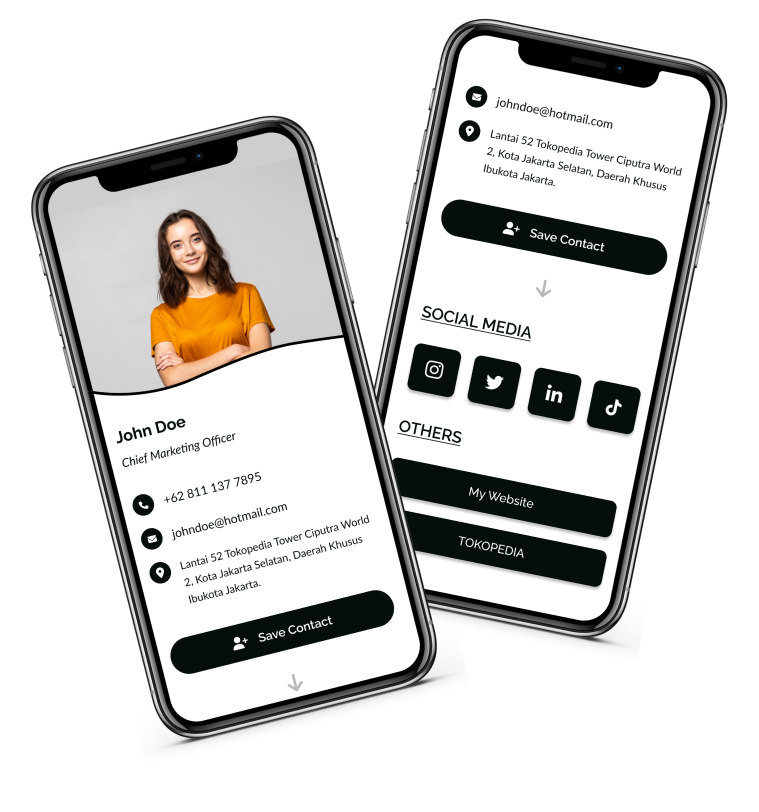 John Doe
Chief Marketing Officer
+62 811 137 7895
johndoe@hotmail.com
Lantai 52 Tokopedia Tower Ciputra World
2, Kota Jakarta Selatan, Daerah Khusus
Ibukota Jakarta.
Save Contact
johndoe@hotmail.com
Lantai 52 Tokopedia Tower Ciputra World
2, Kota Jakarta Selatan, Daerah Khusus
Ibukota Jakarta.
Save Contact
SOCIAL MEDIA
in
OTHERS
My Website
TOKOPEDIA